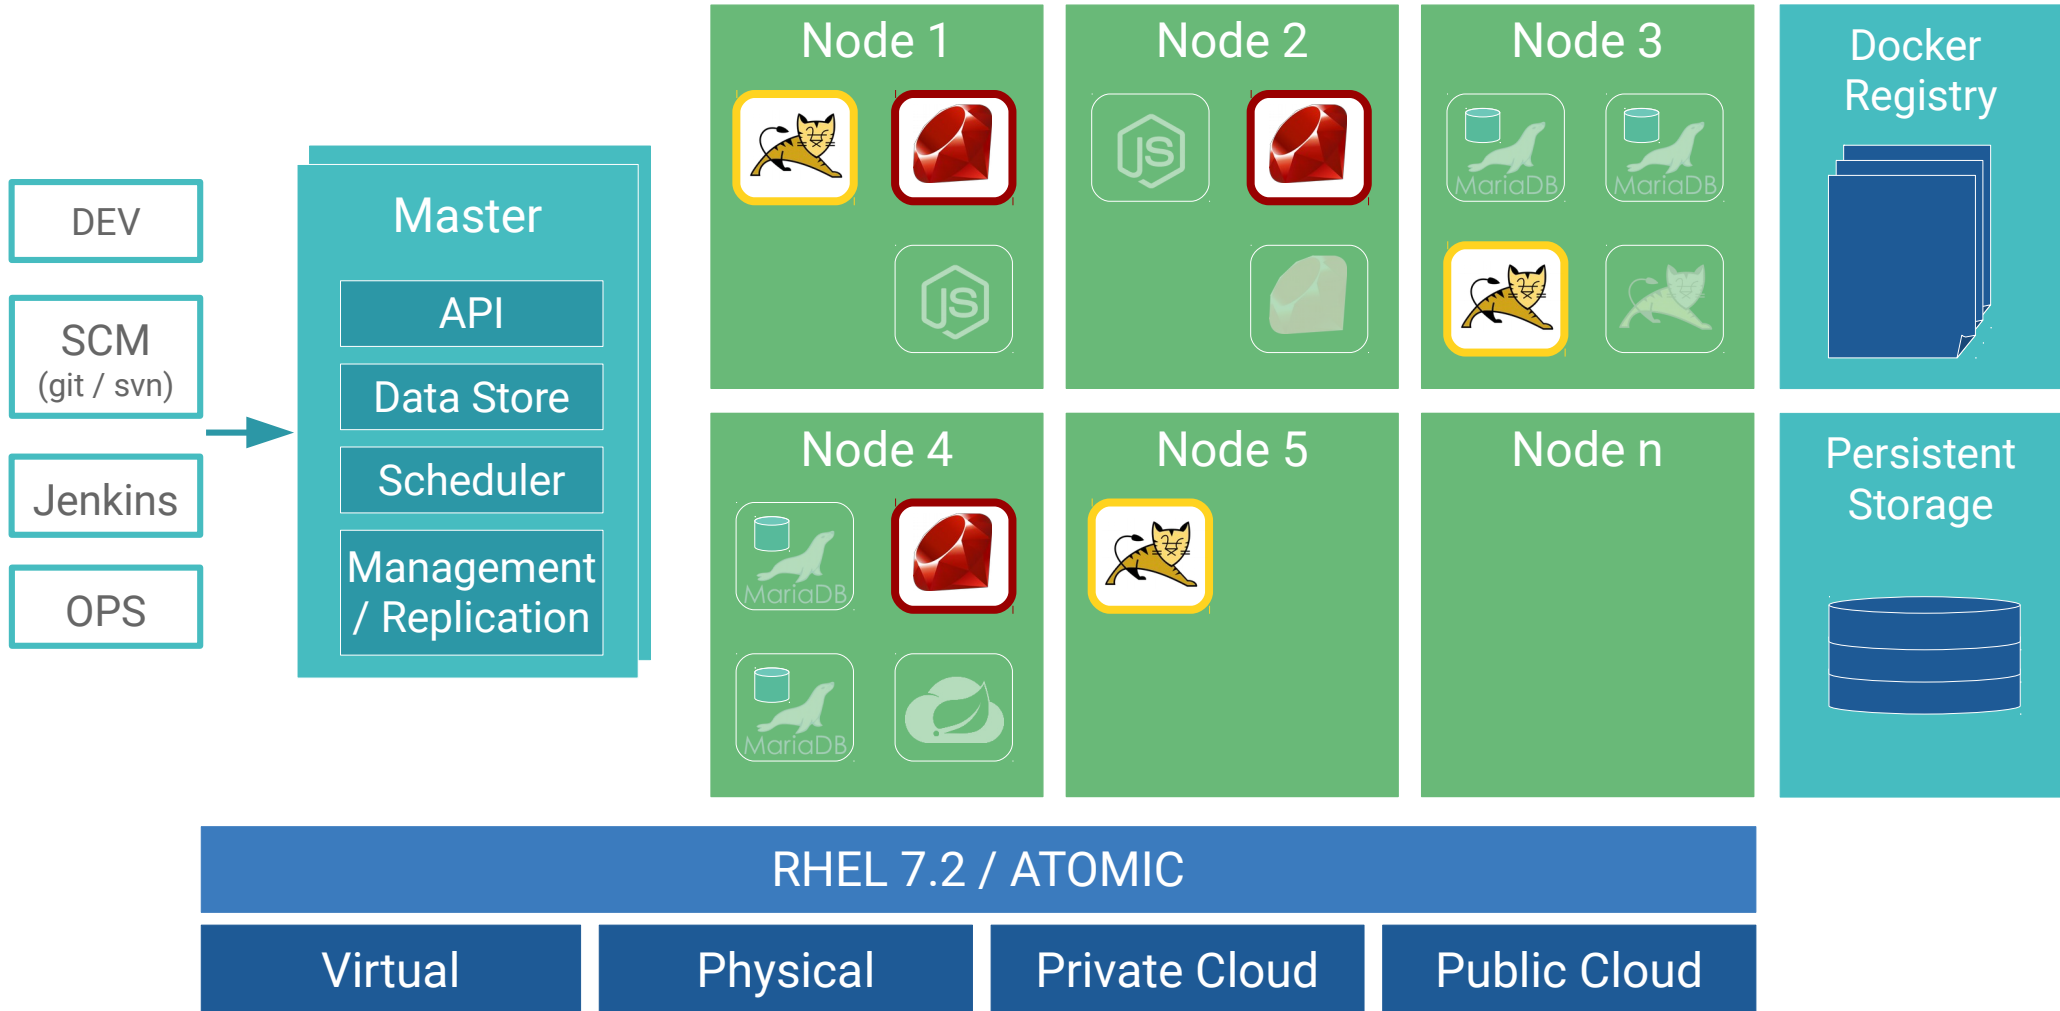 DEV
SCM
(git / svn)
Jenkins
OPS
Master
API
Data Store
Scheduler
Management
/ Replication
Node 1
JS
Node 2
JS
Node 3
MariaDB
MariaDB
Node 4
MariaDB
MariaDB
Node 5
Node n
Docker
Registry
Persistent
Storage
RHEL 7.2 / ATOMIC
Virtual
Physical
Private Cloud
Public Cloud